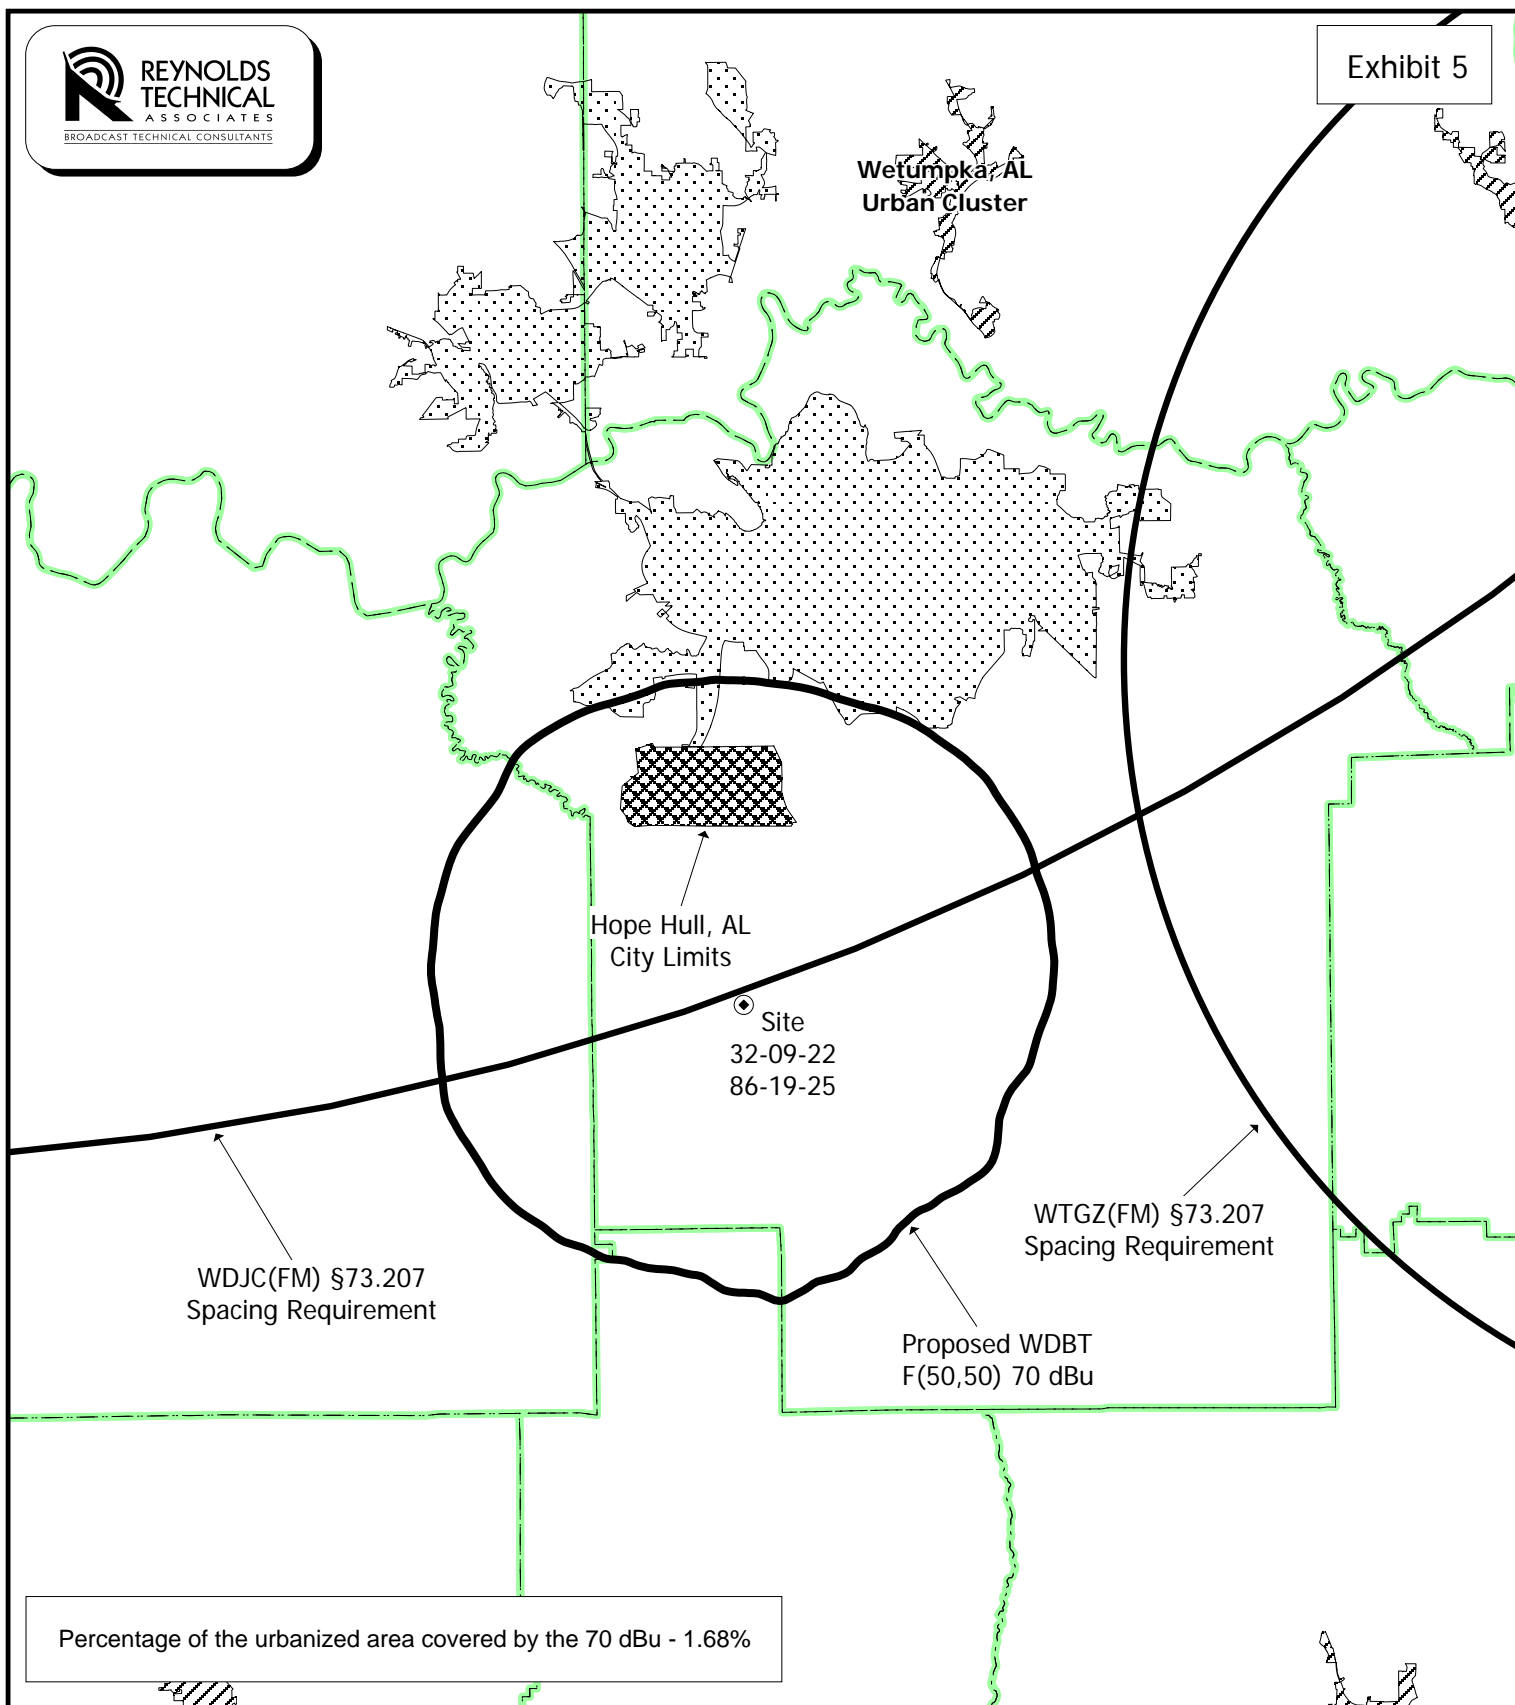 REYNOLDS
TECHNICAL
ASSOCIATES
BROADCAST TECHNICAL CONSULTANTS
Exhibit 5
Wetumpka, AL
Urban Cluster
Hope Hull, AL
City Limits
Site
32-09-22
86-19-25
WTGZ(FM) §73.207
Spacing Requirement
WDJC(FM) §73.207
Spacing Requirement
Proposed WDBT
F(50,50) 70 dBu
Percentage of the urbanized area covered by the 70 dBu - 1.68%